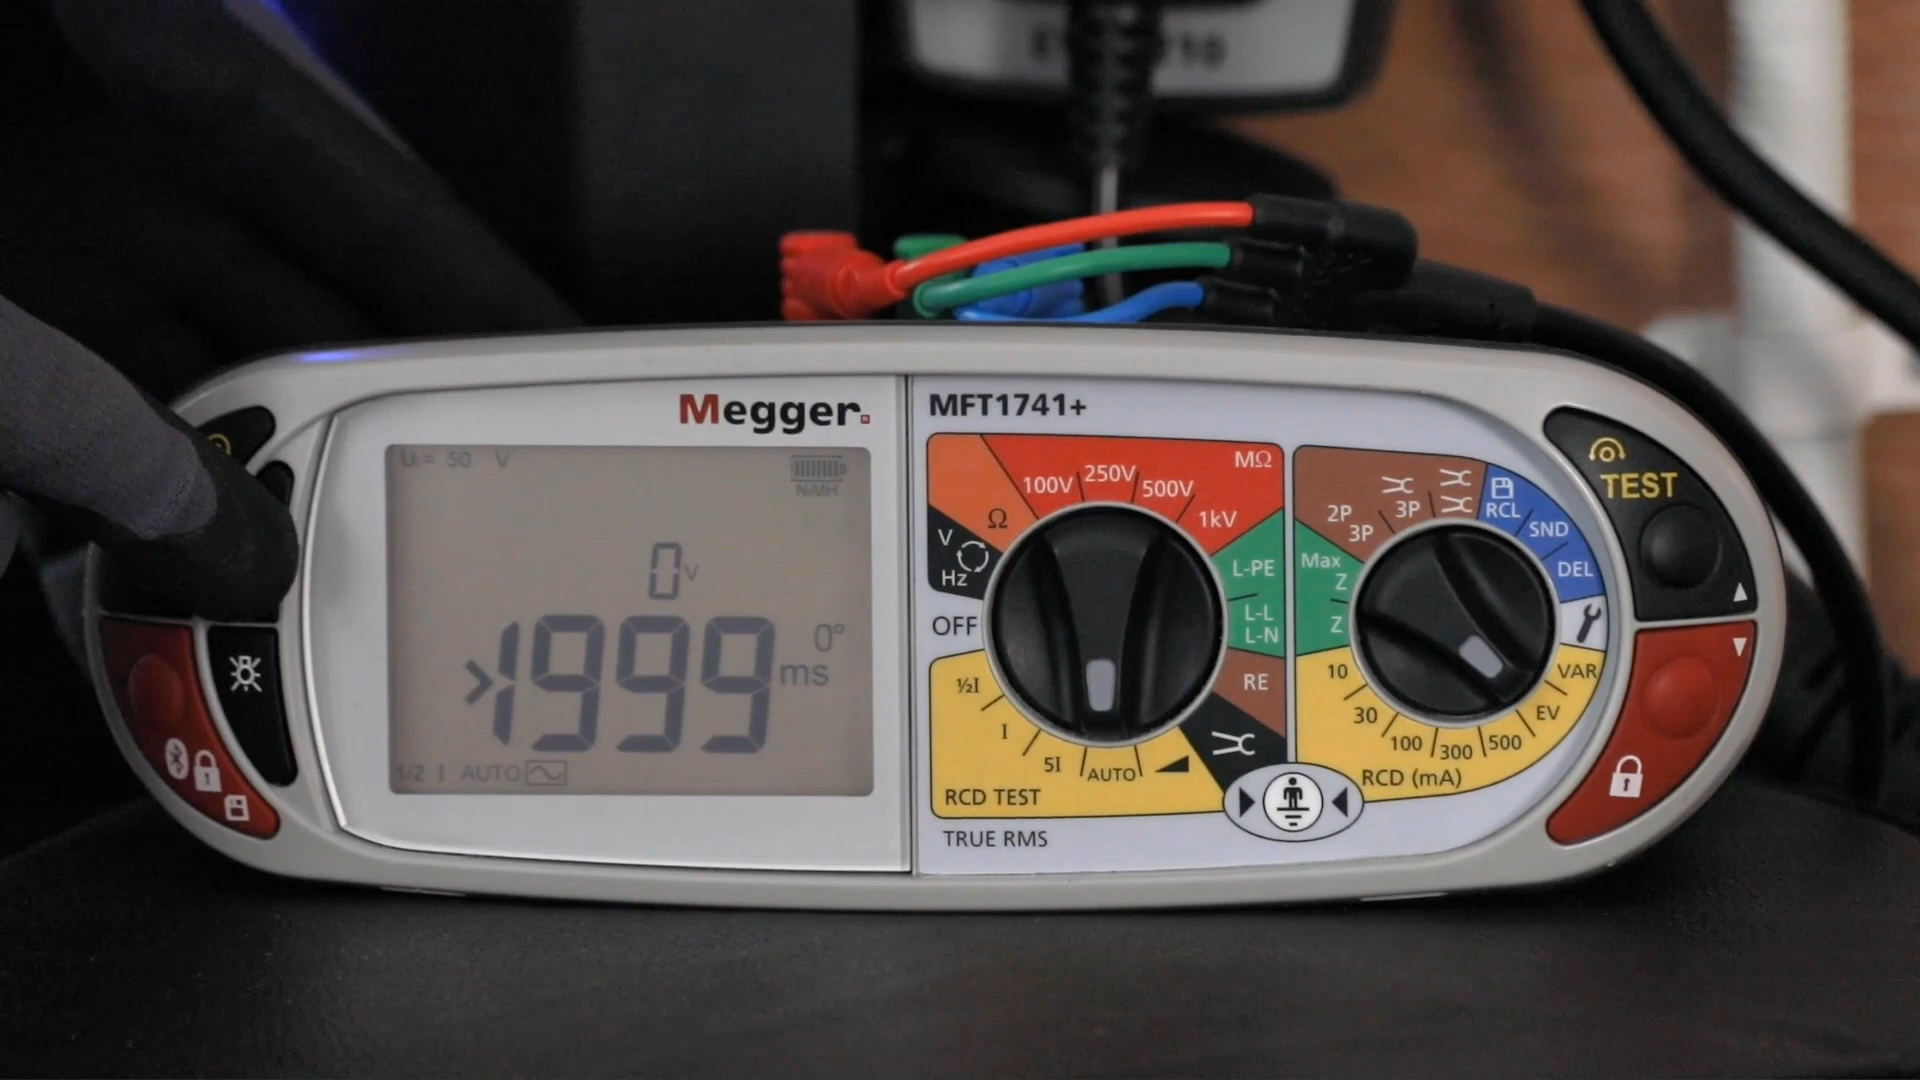 Megger.
MFT1741+
UL= 50 V
NiMH
0V
>1999 ms
0°
1/2 I AUTO
MΩ
100V
250V
500V
1kV
Ω
V
Hz
OFF
L-PE
L-L
L-N
RE
½I
I
5I
AUTO
RCD TEST
TRUE RMS
2P
3P
3P
RCL
SND
DEL
Max
Z
Z
10
30
100
300
500
EV
VAR
RCD (mA)
TEST